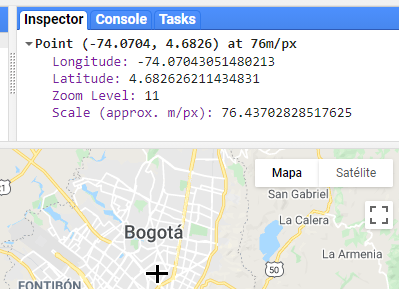 Inspector Console Tasks
Point (-74.0704, 4.6826) at 76m/px
Longitude: -74.07043051480213
Latitude: 4.682626211434831
Zoom Level: 11
Scale (approx. m/px): 76.43702828517625
Mapa Satélite
21
San Gabriel
La Calera
Bogotá
La Armenia
50
FONTIBÓN